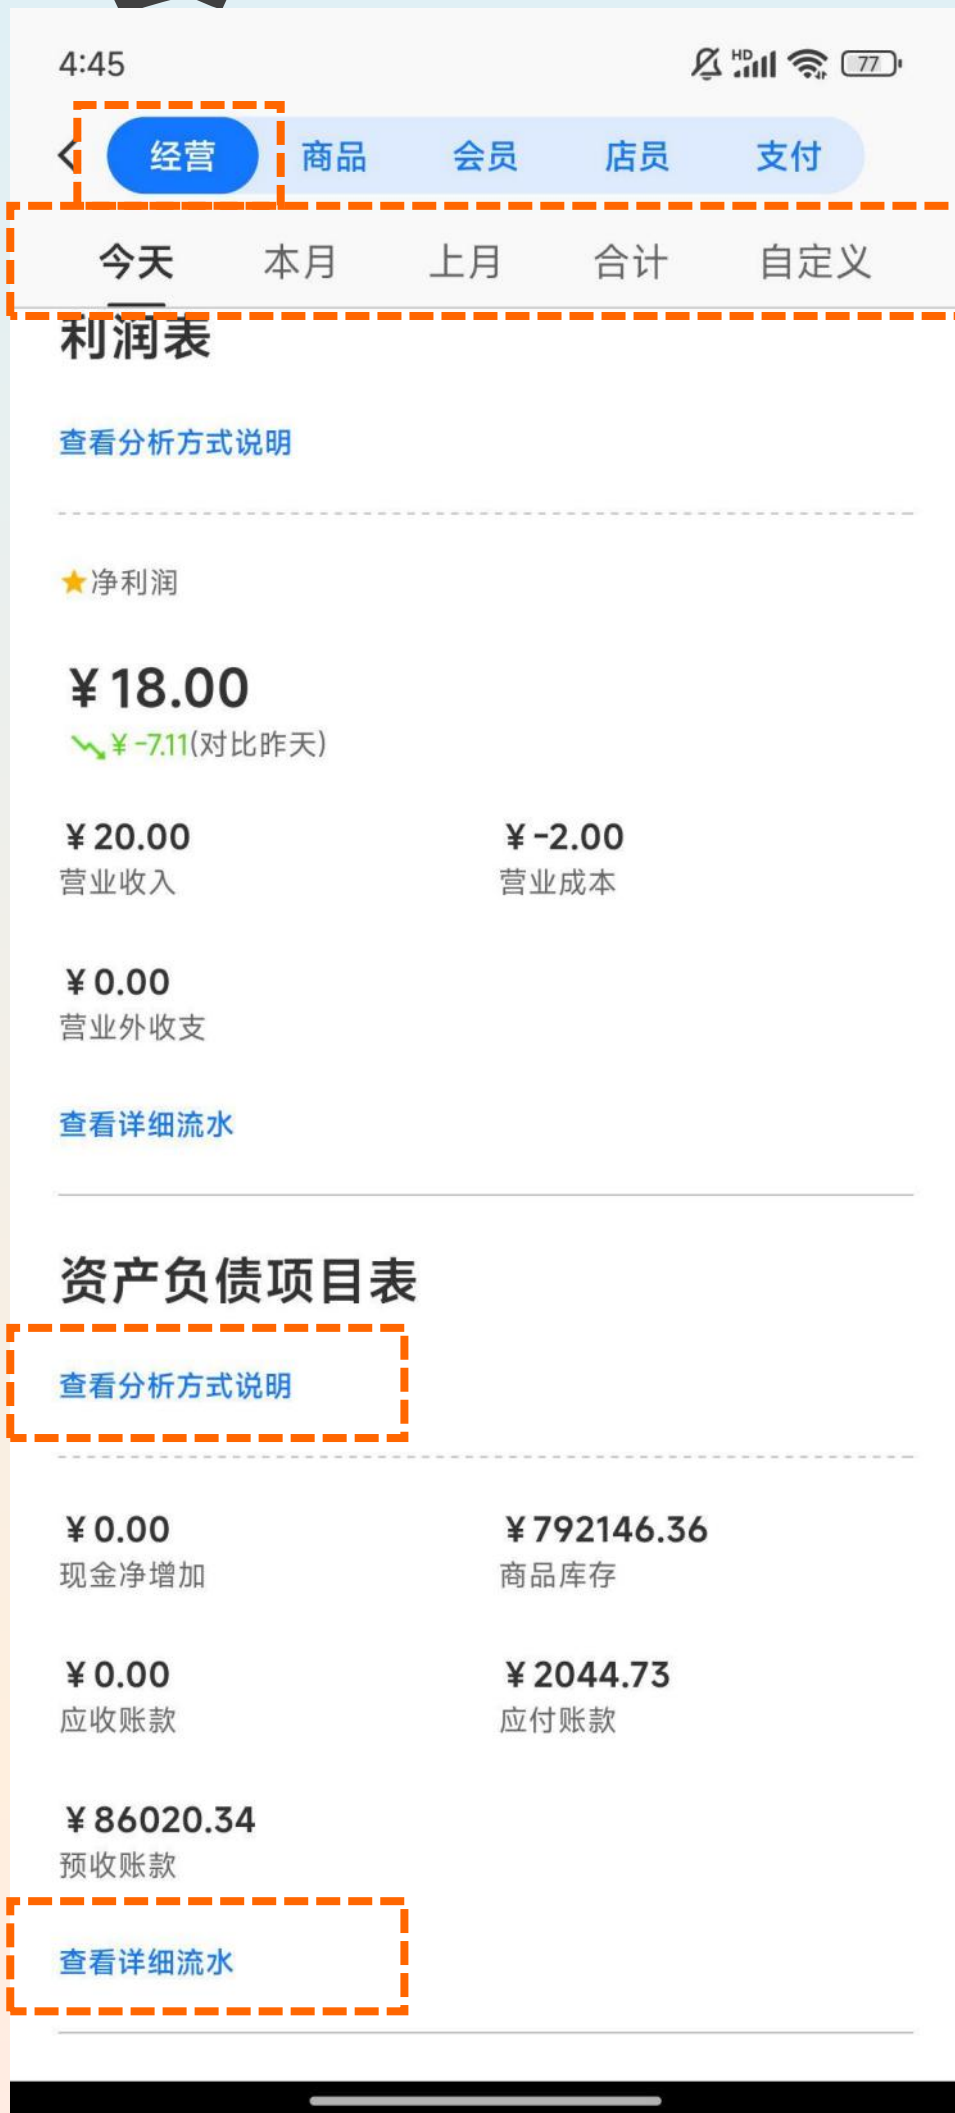 4:45 HD 77
经营 商品 会员 店员 支付
今天 本月 上月 合计 自定义
利润表
查看分析方式说明
净利润
¥18.00
¥-7.11(对比昨天)
¥20.00 ¥-2.00
营业收入 营业成本
¥0.00
营业外收支
查看详细流水
资产负债项目表
查看分析方式说明
¥0.00 ¥792146.36
现金净增加 商品库存
¥0.00 ¥2044.73
应收账款 应付账款
¥86020.34
预收账款
查看详细流水